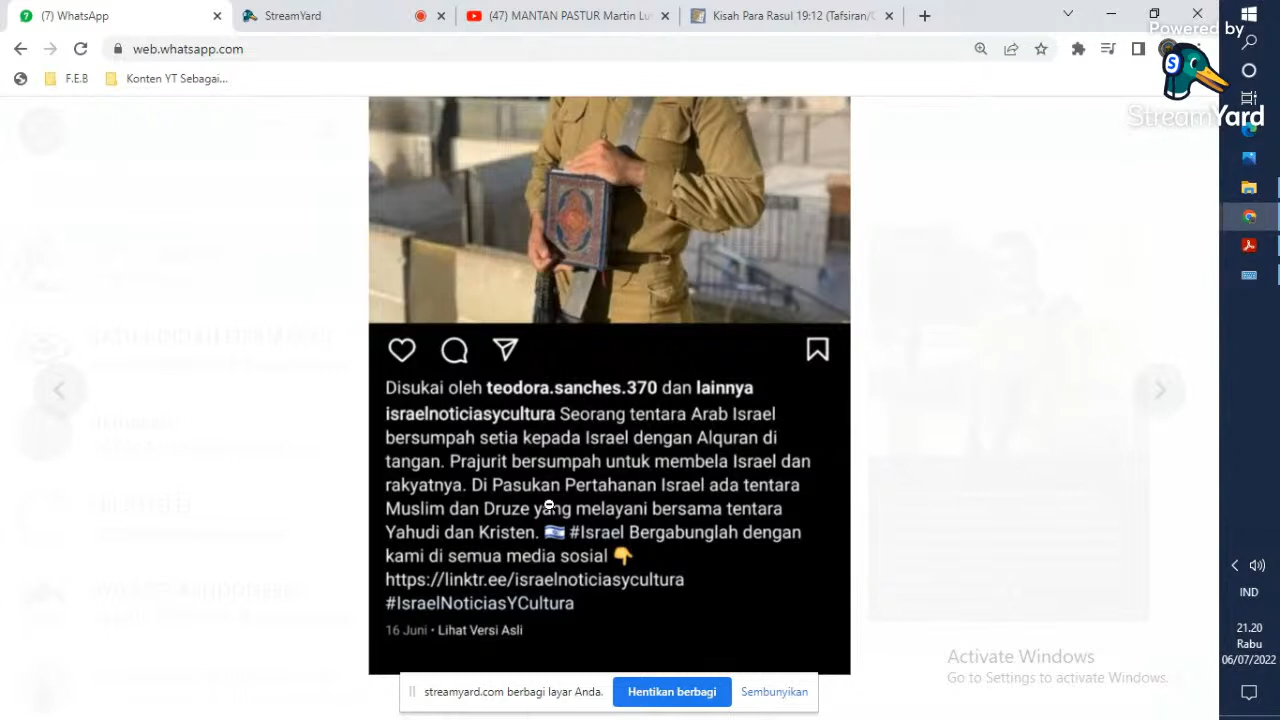 (7) WhatsApp
StreamYard
(47) MANTAN PASTUR Martin Lu
Kisah Para Rasul 19:12 (Tafsiran/C
Powered by
web.whatsapp.com
F.E.B
Konten YT Sebagai...
StreamYard
Disukai oleh teodora.sanches.370 dan lainnya
israelnoticiasycultura Seorang tentara Arab Israel
bersumpah setia kepada Israel dengan Alquran di
tangan. Prajurit bersumpah untuk membela Israel dan
rakyatnya. Di Pasukan Pertahanan Israel ada tentara
Muslim dan Druze yang melayani bersama tentara
Yahudi dan Kristen. 🇮🇱 #Israel Bergabunglah dengan
kami di semua media sosial 👇
https://linktr.ee/israelnoticiasycultura
#IsraelNoticiasYCultura
16 Juni • Lihat Versi Asli
IND
21.20
Rabu
06/07/2022
Activate Windows
Go to Settings to activate Windows.
streamyard.com berbagi layar Anda.
Hentikan berbagi
Sembunyikan